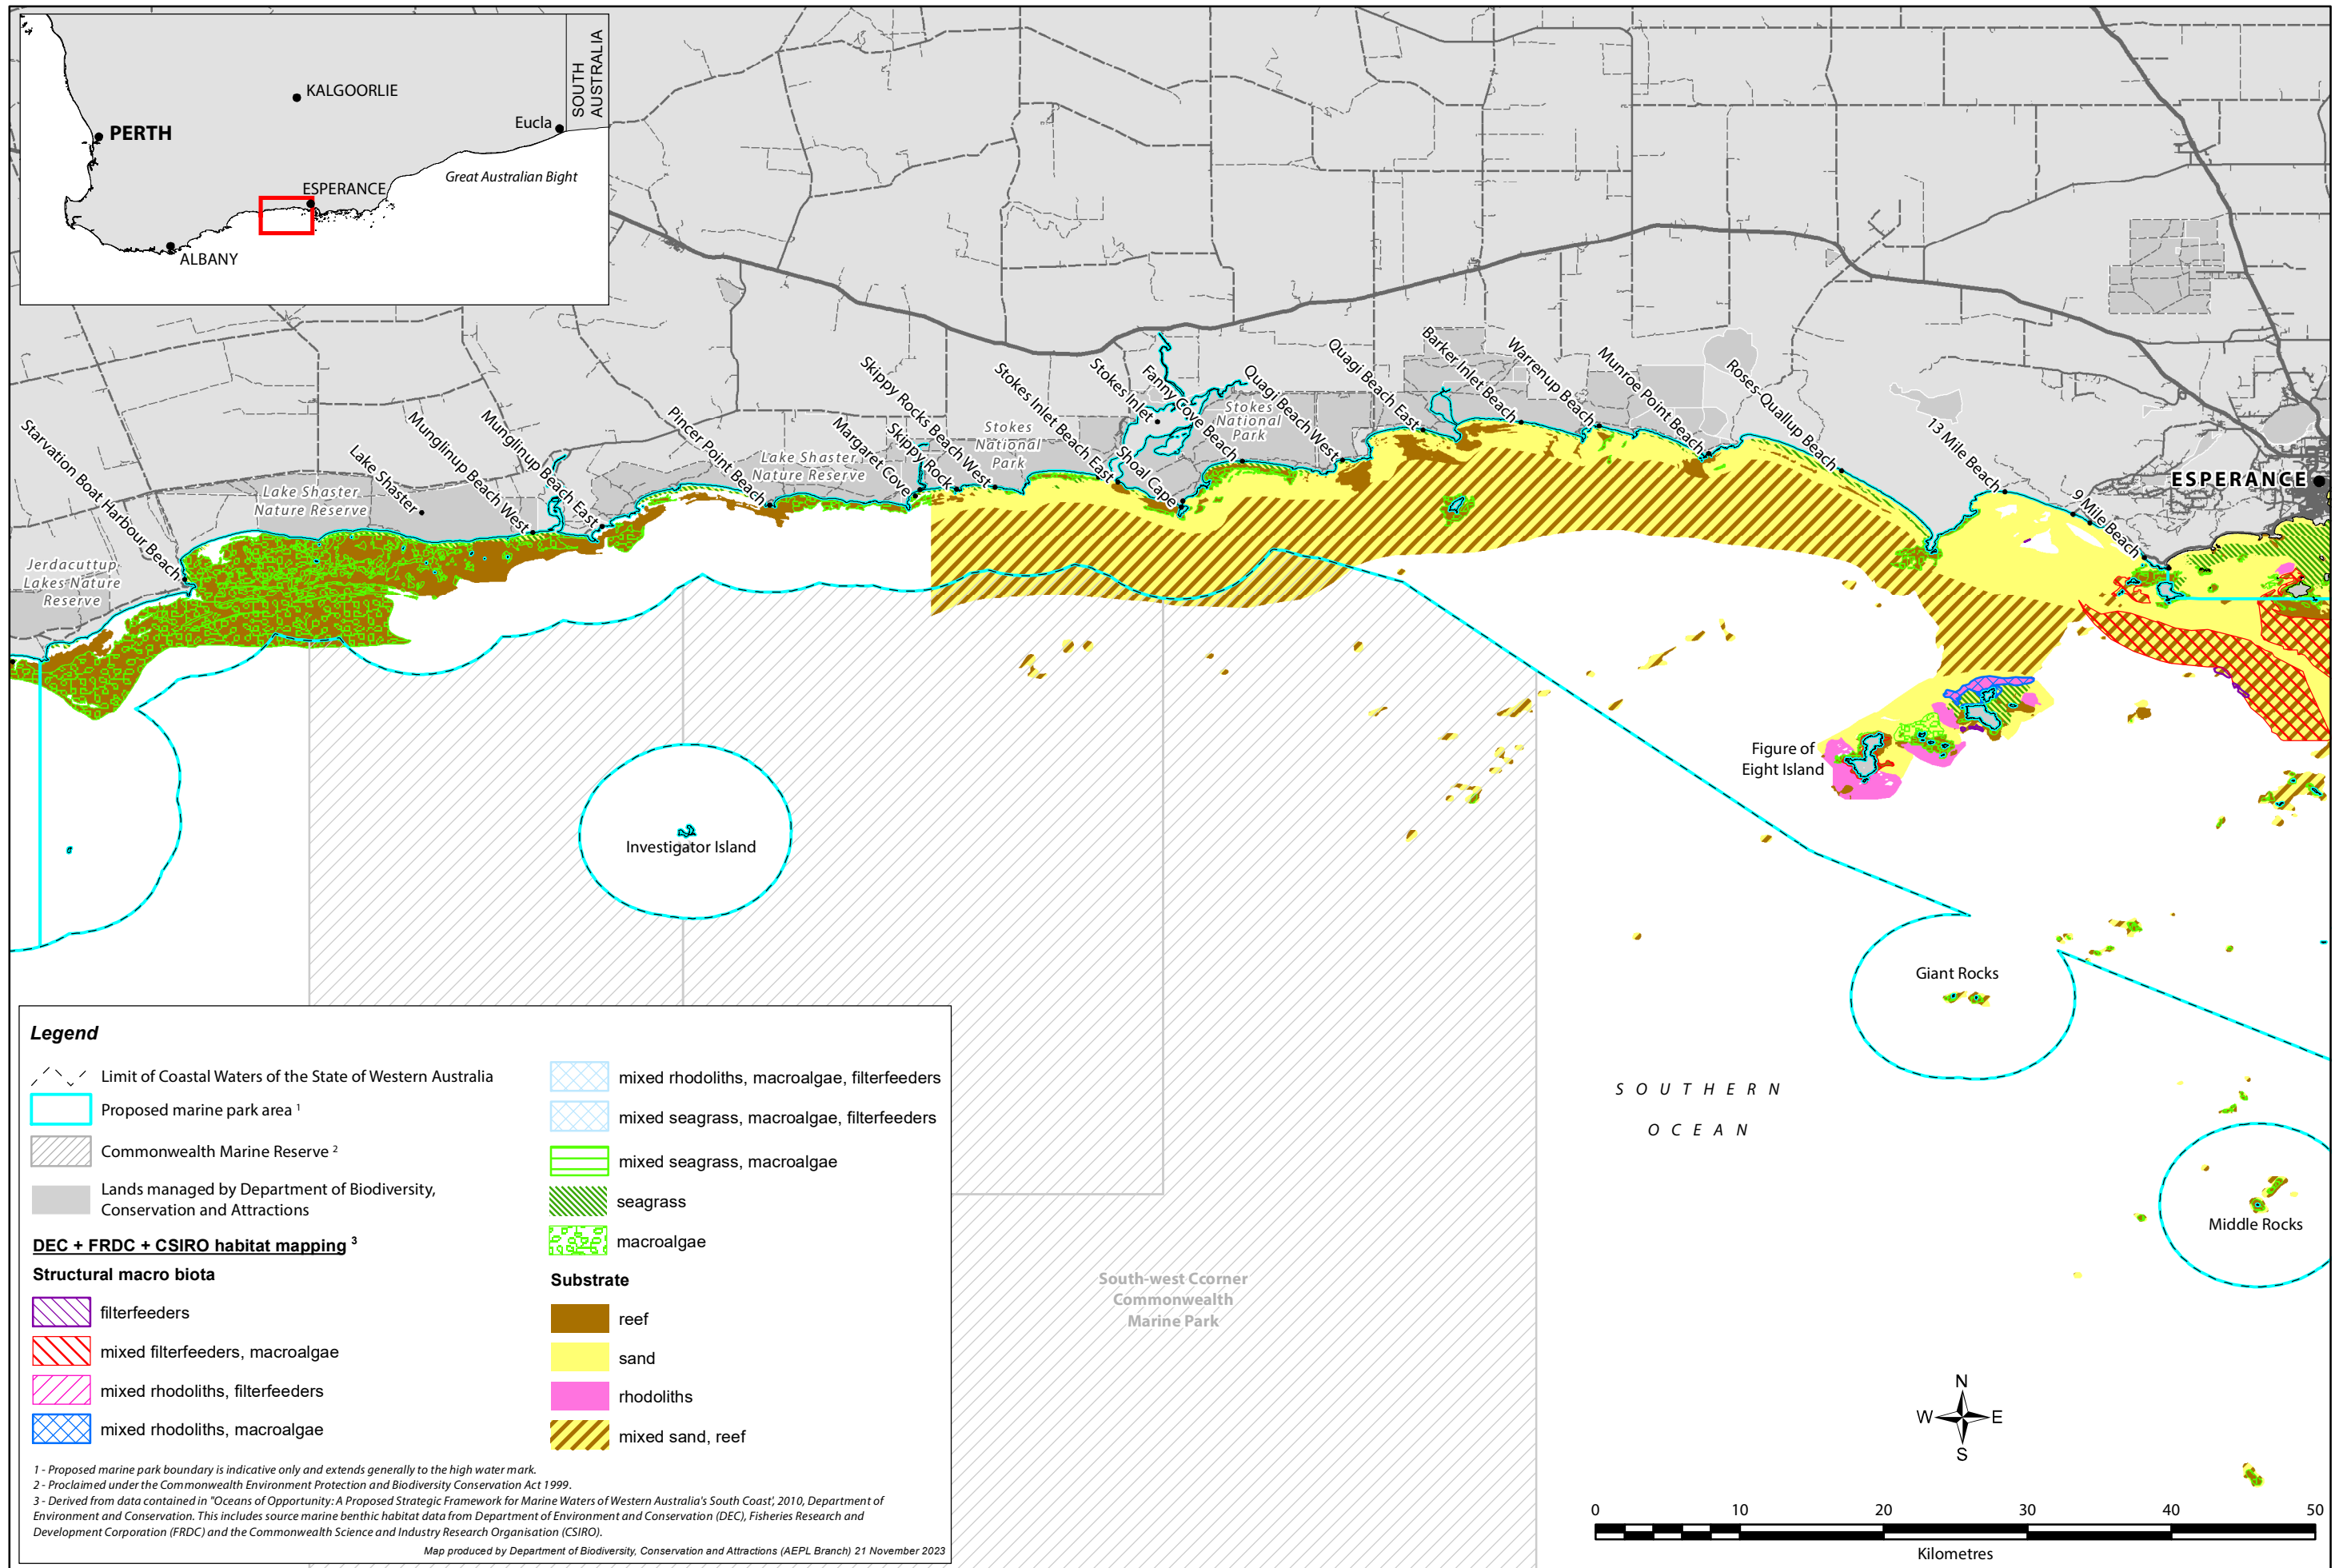 SOUTH
AUSTRALIA
KALGOORLIE
PERTH
Eucla
Great Australian Bight
ESPERANCE
ALBANY
Starvation Boat Harbour Beach
Lake Shaster
Munglinup Beach West
Munglinup Beach East
Pincer Point Beach
Margaret Cove
Skippy Rock
Skippy Rocks Beach West
Stokes Inlet Beach East
Stokes Inlet
Shoal Cape
Fanny Cove Beach
Quagi Beach West
Quagi Beach East
Barker Inlet Beach
Warrenup Beach
Munroe Point Beach
Roses-Quallup Beach
13 Mile Beach
9 Mile Beach
ESPERANCE
Jerdacuttup
Lakes Nature
Reserve
Lake Shaster
Nature Reserve
Lake Shaster
Nature Reserve
Stokes
National
Park
Stokes
National
Park
Figure of
Eight Island
Investigator Island
Giant Rocks
Middle Rocks
SOUTHERN
OCEAN
South-west Ccorner
Commonwealth
Marine Park
Legend
Limit of Coastal Waters of the State of Western Australia
Proposed marine park area 1
Commonwealth Marine Reserve 2
Lands managed by Department of Biodiversity,
Conservation and Attractions
DEC + FRDC + CSIRO habitat mapping 3
Structural macro biota
filterfeeders
mixed filterfeeders, macroalgae
mixed rhodoliths, filterfeeders
mixed rhodoliths, macroalgae
mixed rhodoliths, macroalgae, filterfeeders
mixed seagrass, macroalgae, filterfeeders
mixed seagrass, macroalgae
seagrass
macroalgae
Substrate
reef
sand
rhodoliths
mixed sand, reef
1 - Proposed marine park boundary is indicative only and extends generally to the high water mark.
2 - Proclaimed under the Commonwealth Environment Protection and Biodiversity Conservation Act 1999.
3 - Derived from data contained in "Oceans of Opportunity: A Proposed Strategic Framework for Marine Waters of Western Australia's South Coast', 2010, Department of
Environment and Conservation. This includes source marine benthic habitat data from Department of Environment and Conservation (DEC), Fisheries Research and
Development Corporation (FRDC) and the Commonwealth Science and Industry Research Organisation (CSIRO).
Map produced by Department of Biodiversity, Conservation and Attractions (AEPL Branch) 21 November 2023
N
W E
S
0 10 20 30 40 50
Kilometres